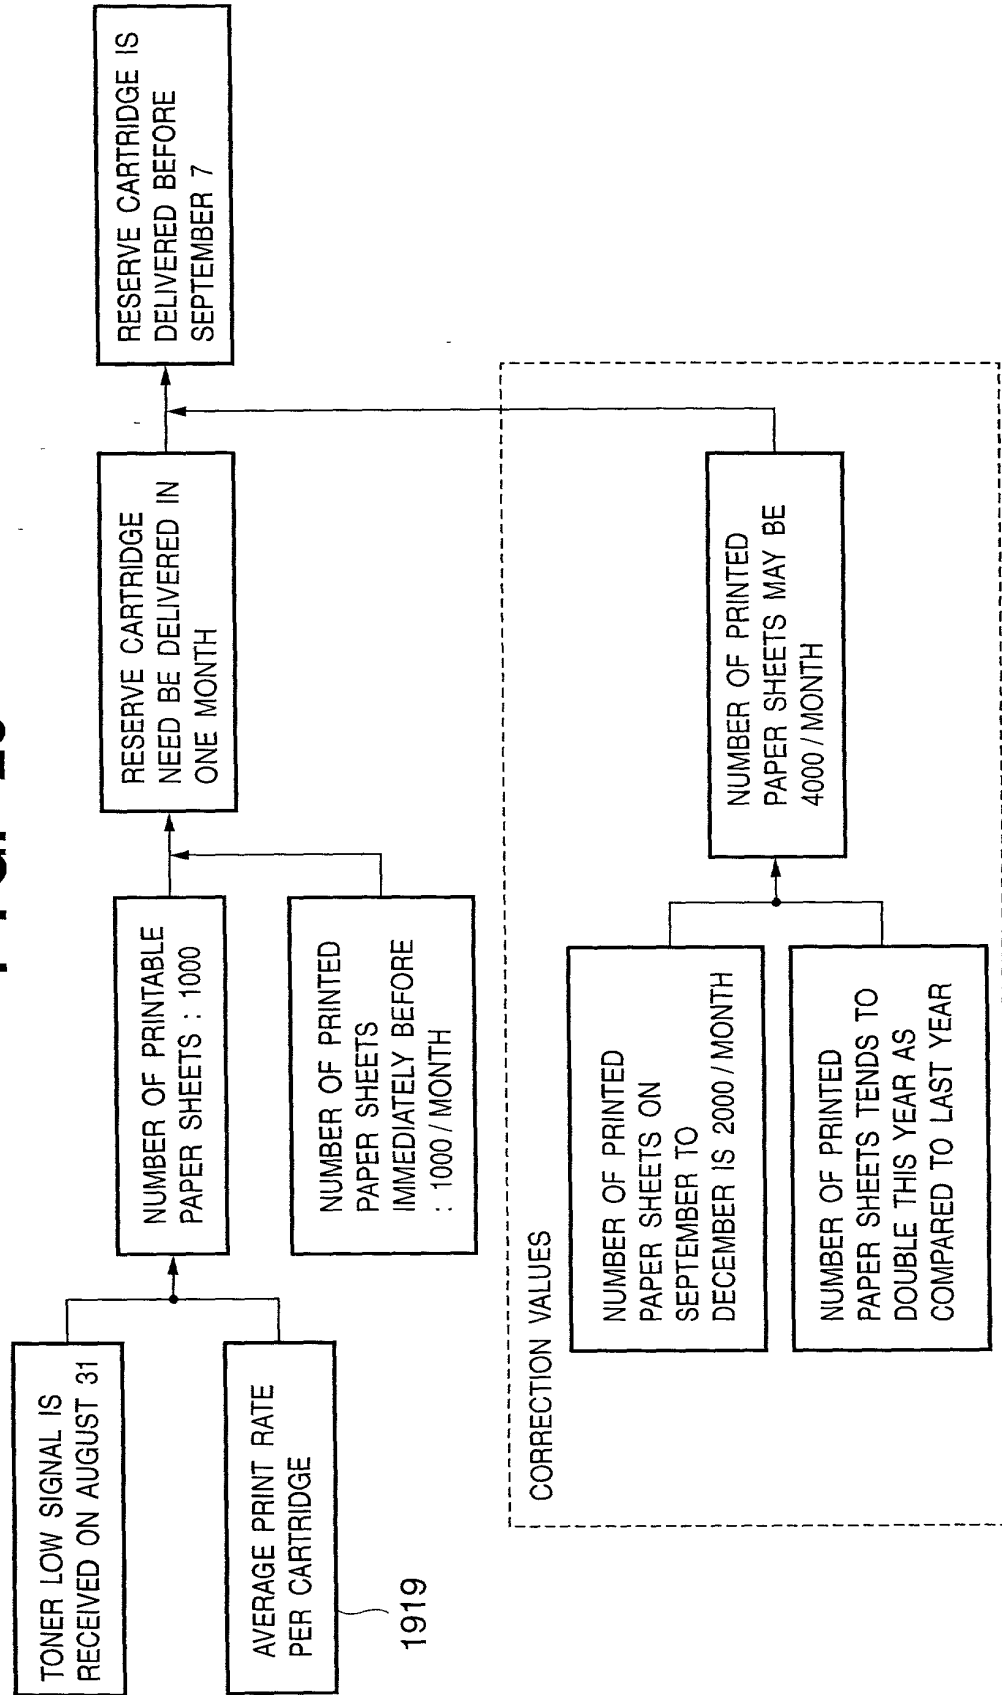 TONER LOW SIGNAL IS
RECEIVED ON AUGUST 31
AVERAGE PRINT RATE
PER CARTRIDGE
1919
NUMBER OF PRINTABLE
PAPER SHEETS : 1000
NUMBER OF PRINTED
PAPER SHEETS
IMMEDIATELY BEFORE
: 1000 / MONTH
RESERVE CARTRIDGE
NEED BE DELIVERED IN
ONE MONTH
RESERVE CARTRIDGE IS
DELIVERED BEFORE
SEPTEMBER 7
CORRECTION VALUES
NUMBER OF PRINTED
PAPER SHEETS ON
SEPTEMBER TO
DECEMBER IS 2000 / MONTH
NUMBER OF PRINTED
PAPER SHEETS TENDS TO
DOUBLE THIS YEAR AS
COMPARED TO LAST YEAR
NUMBER OF PRINTED
PAPER SHEETS MAY BE
4000 / MONTH